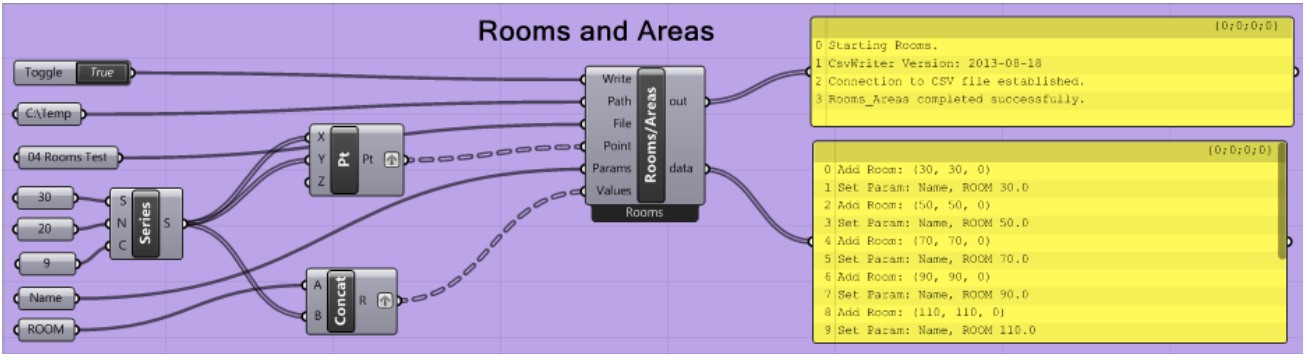 Rooms and Areas
Toggle True
C:\Temp
04 Rooms Test
30
20
9
Name
ROOM
S
N
C
Series
S
X
Y
Z
Pt
Pt
A
B
Concat
R
Write
Path
File
Point
Params
Values
Rooms/Areas
out
data
Rooms
{0;0;0;0}
0 Starting Rooms.
1 CsvWriter Version: 2013-08-18
2 Connection to CSV file established.
3 Rooms_Areas completed successfully.
{0;0;0;0}
0 Add Room: (30, 30, 0)
1 Set Param: Name, ROOM 30.0
2 Add Room: (50, 50, 0)
3 Set Param: Name, ROOM 50.0
4 Add Room: (70, 70, 0)
5 Set Param: Name, ROOM 70.0
6 Add Room: (90, 90, 0)
7 Set Param: Name, ROOM 90.0
8 Add Room: (110, 110, 0)
9 Set Param: Name, ROOM 110.0